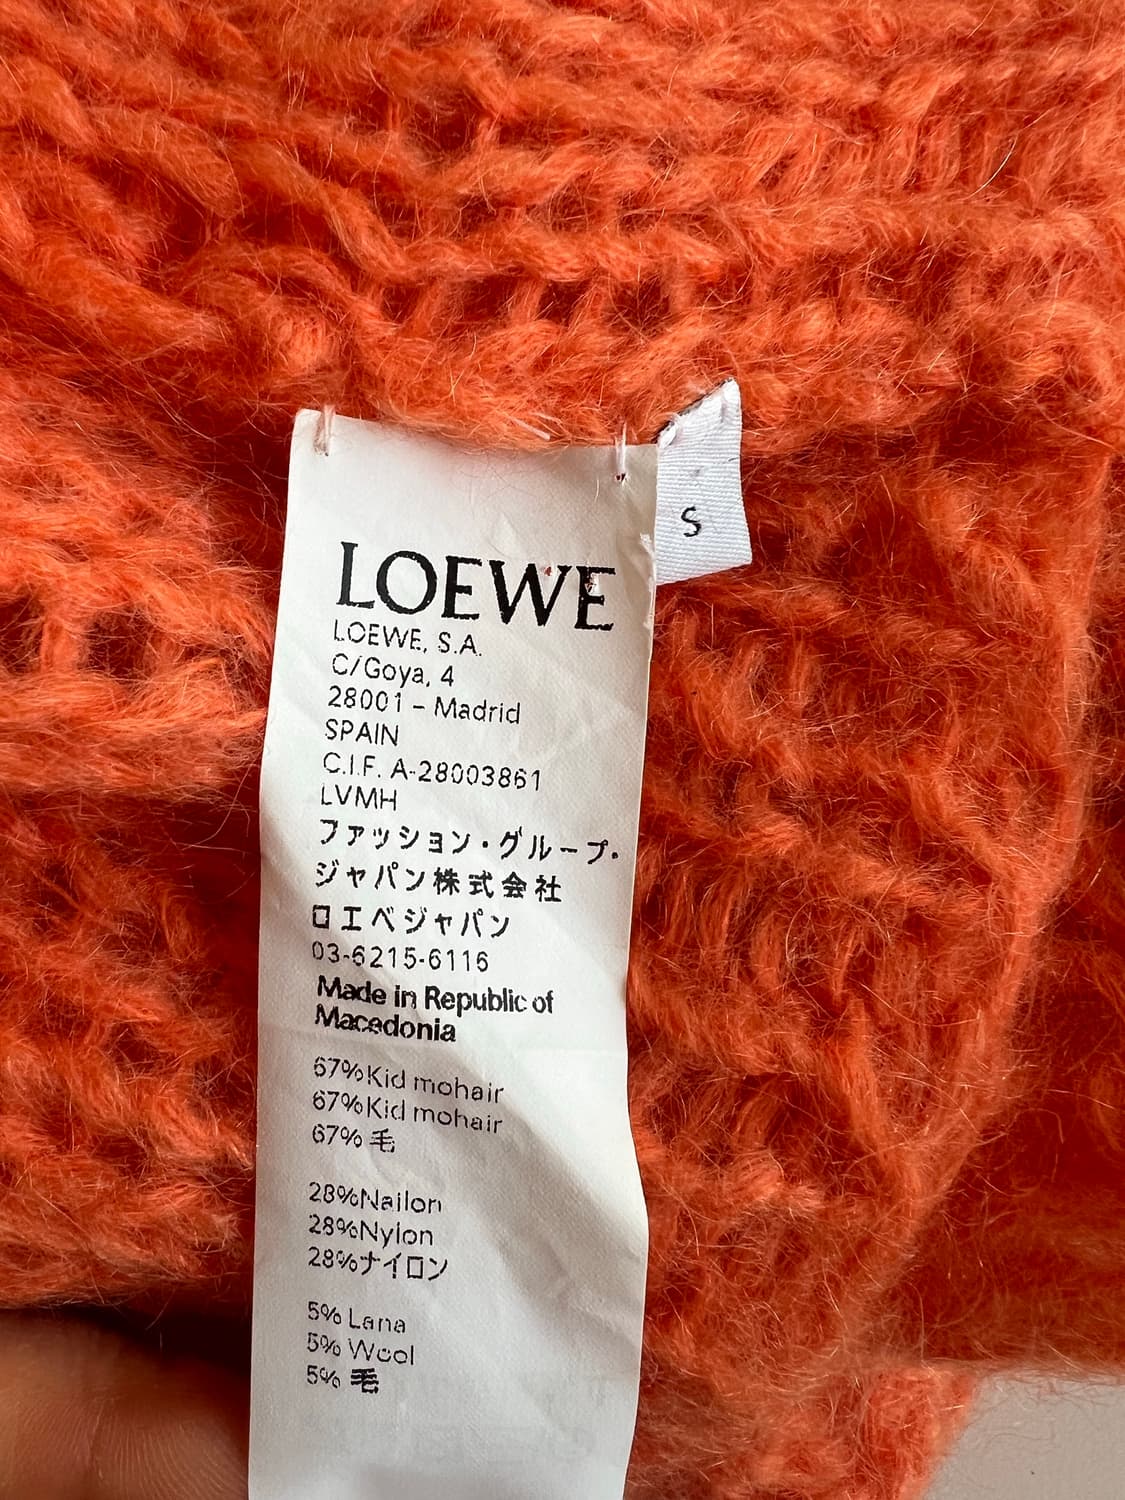 S
LOEWE
LOEWE, S.A.
C/Goya, 4
28001 - Madrid
SPAIN
C.I.F. A-28003861
LVMH
ファッション・グループ・
ジャパン株式会社
ロエベジャパン
03-6215-6116
Made in Republic of
Macedonia
67%Kid mohair
67%Kid mohair
67% 毛
28%Nailon
28%Nylon
28%ナイロン
5% Lana
5% Wool
5% 毛